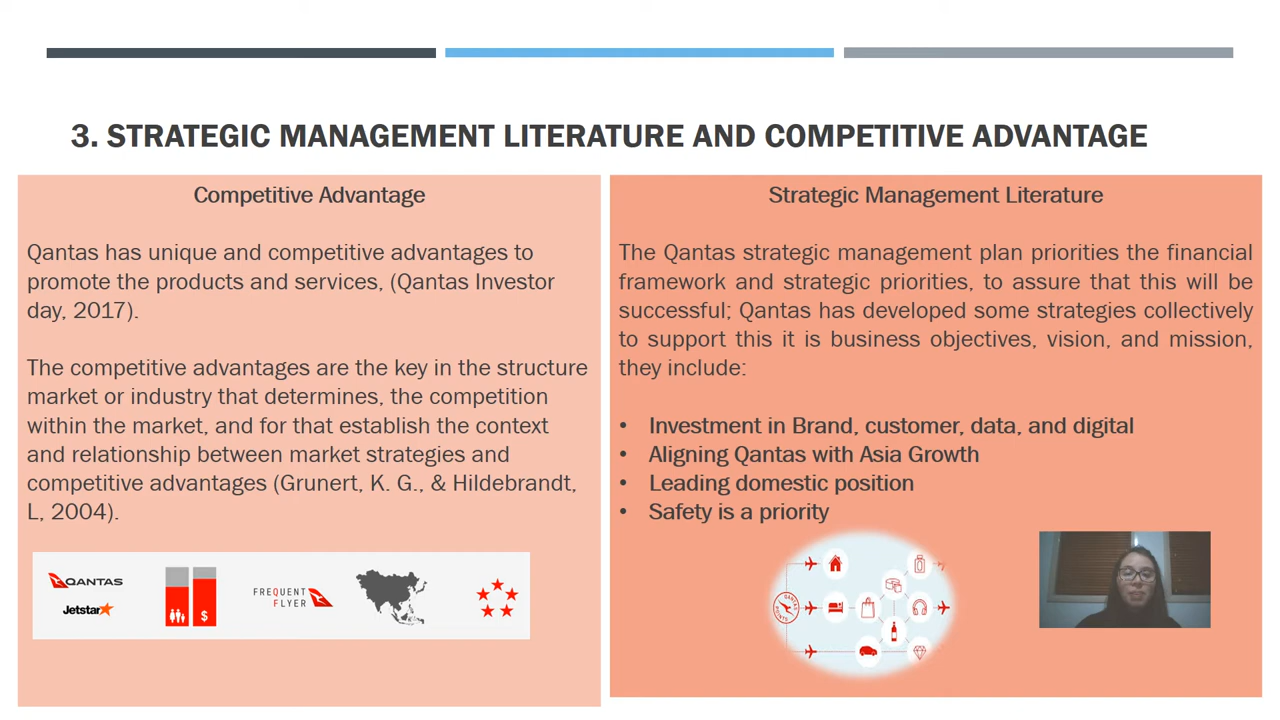 3. STRATEGIC MANAGEMENT LITERATURE AND COMPETITIVE ADVANTAGE
Competitive Advantage
Qantas has unique and competitive advantages to
promote the products and services, (Qantas Investor
day, 2017).
The competitive advantages are the key in the structure
market or industry that determines, the competition
within the market, and for that establish the context
and relationship between market strategies and
competitive advantages (Grunert, K. G., & Hildebrandt,
L, 2004).
QANTAS
Jetstar
$
FREQUENT
FLYER
Strategic Management Literature
The Qantas strategic management plan priorities the financial
framework and strategic priorities, to assure that this will be
successful; Qantas has developed some strategies collectively
to support this it is business objectives, vision, and mission,
they include:
• Investment in Brand, customer, data, and digital
• Aligning Qantas with Asia Growth
• Leading domestic position
• Safety is a priority
QANTAS
POINTS